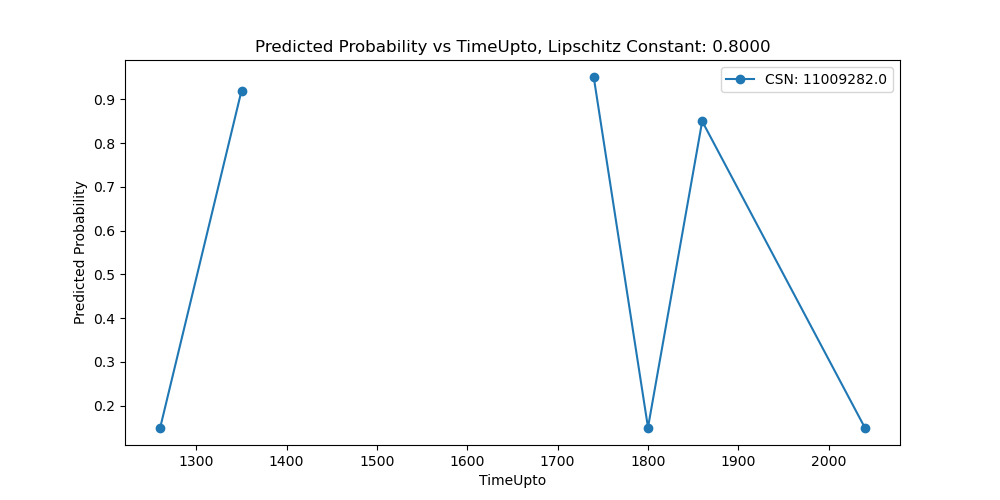 Predicted Probability vs TimeUpto, Lipschitz Constant: 0.8000
CSN: 11009282.0
Predicted Probability
0.9
0.8
0.7
0.6
0.5
0.4
0.3
0.2
1300 1400 1500 1600 1700 1800 1900 2000
TimeUpto